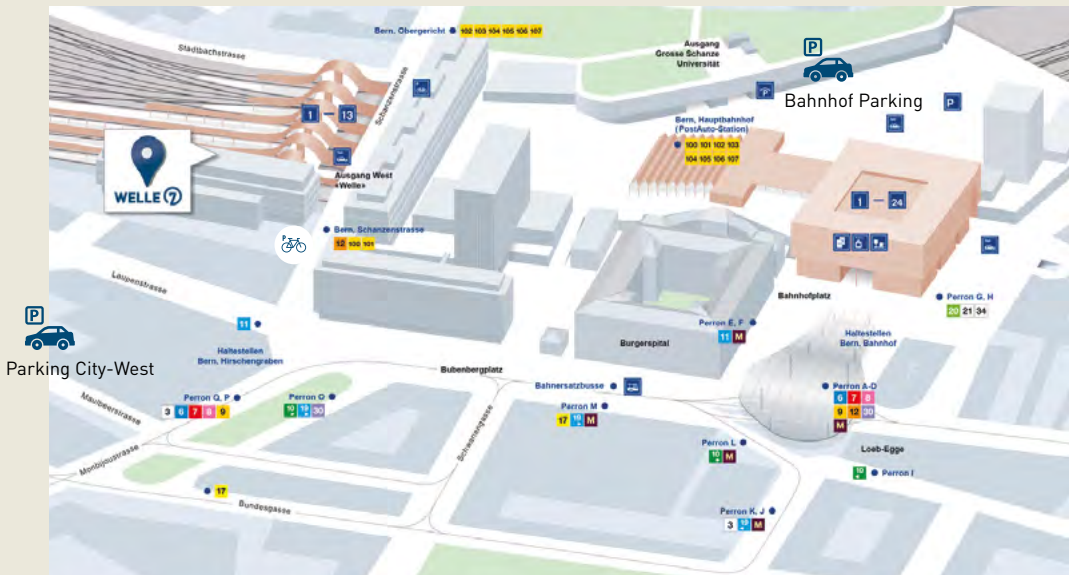 Stadtbachstrasse
Bern, Obergericht 102 103 104 105 106 107
Schanzenstrasse
Ausgang
Grosse Schanze
Universität
P
Bahnhof Parking
P
P
1 — 13
WELLE 7
Ausgang West
«Welle»
Bern, Hauptbahnhof
(PostAuto-Station)
100 101 102 103
104 105 106 107
1 — 24
P
Bern, Schanzenstrasse
12 100 101
Laupenstrasse
Bahnhofplatz
Perron G, H
20 21 34
P
Parking City-West
11
Haltestellen
Bern, Hirschengraben
Perron E, F
11 M
Burgerspital
Haltestellen
Bern, Bahnhof
Bubenbergplatz
Bahnersatzbusse
Perron A-D
6 7 8
9 12 30
M
Maulbeerstrasse
Perron Q, P
3 6 7 8 9
Perron O
10 19 30
Perron M
17 19 M
Schwanengasse
Perron L
10 M
Loeb-Egge
10 Perron I
Monbijoustrasse
17
Bundesgasse
Perron K, J
3 19 M